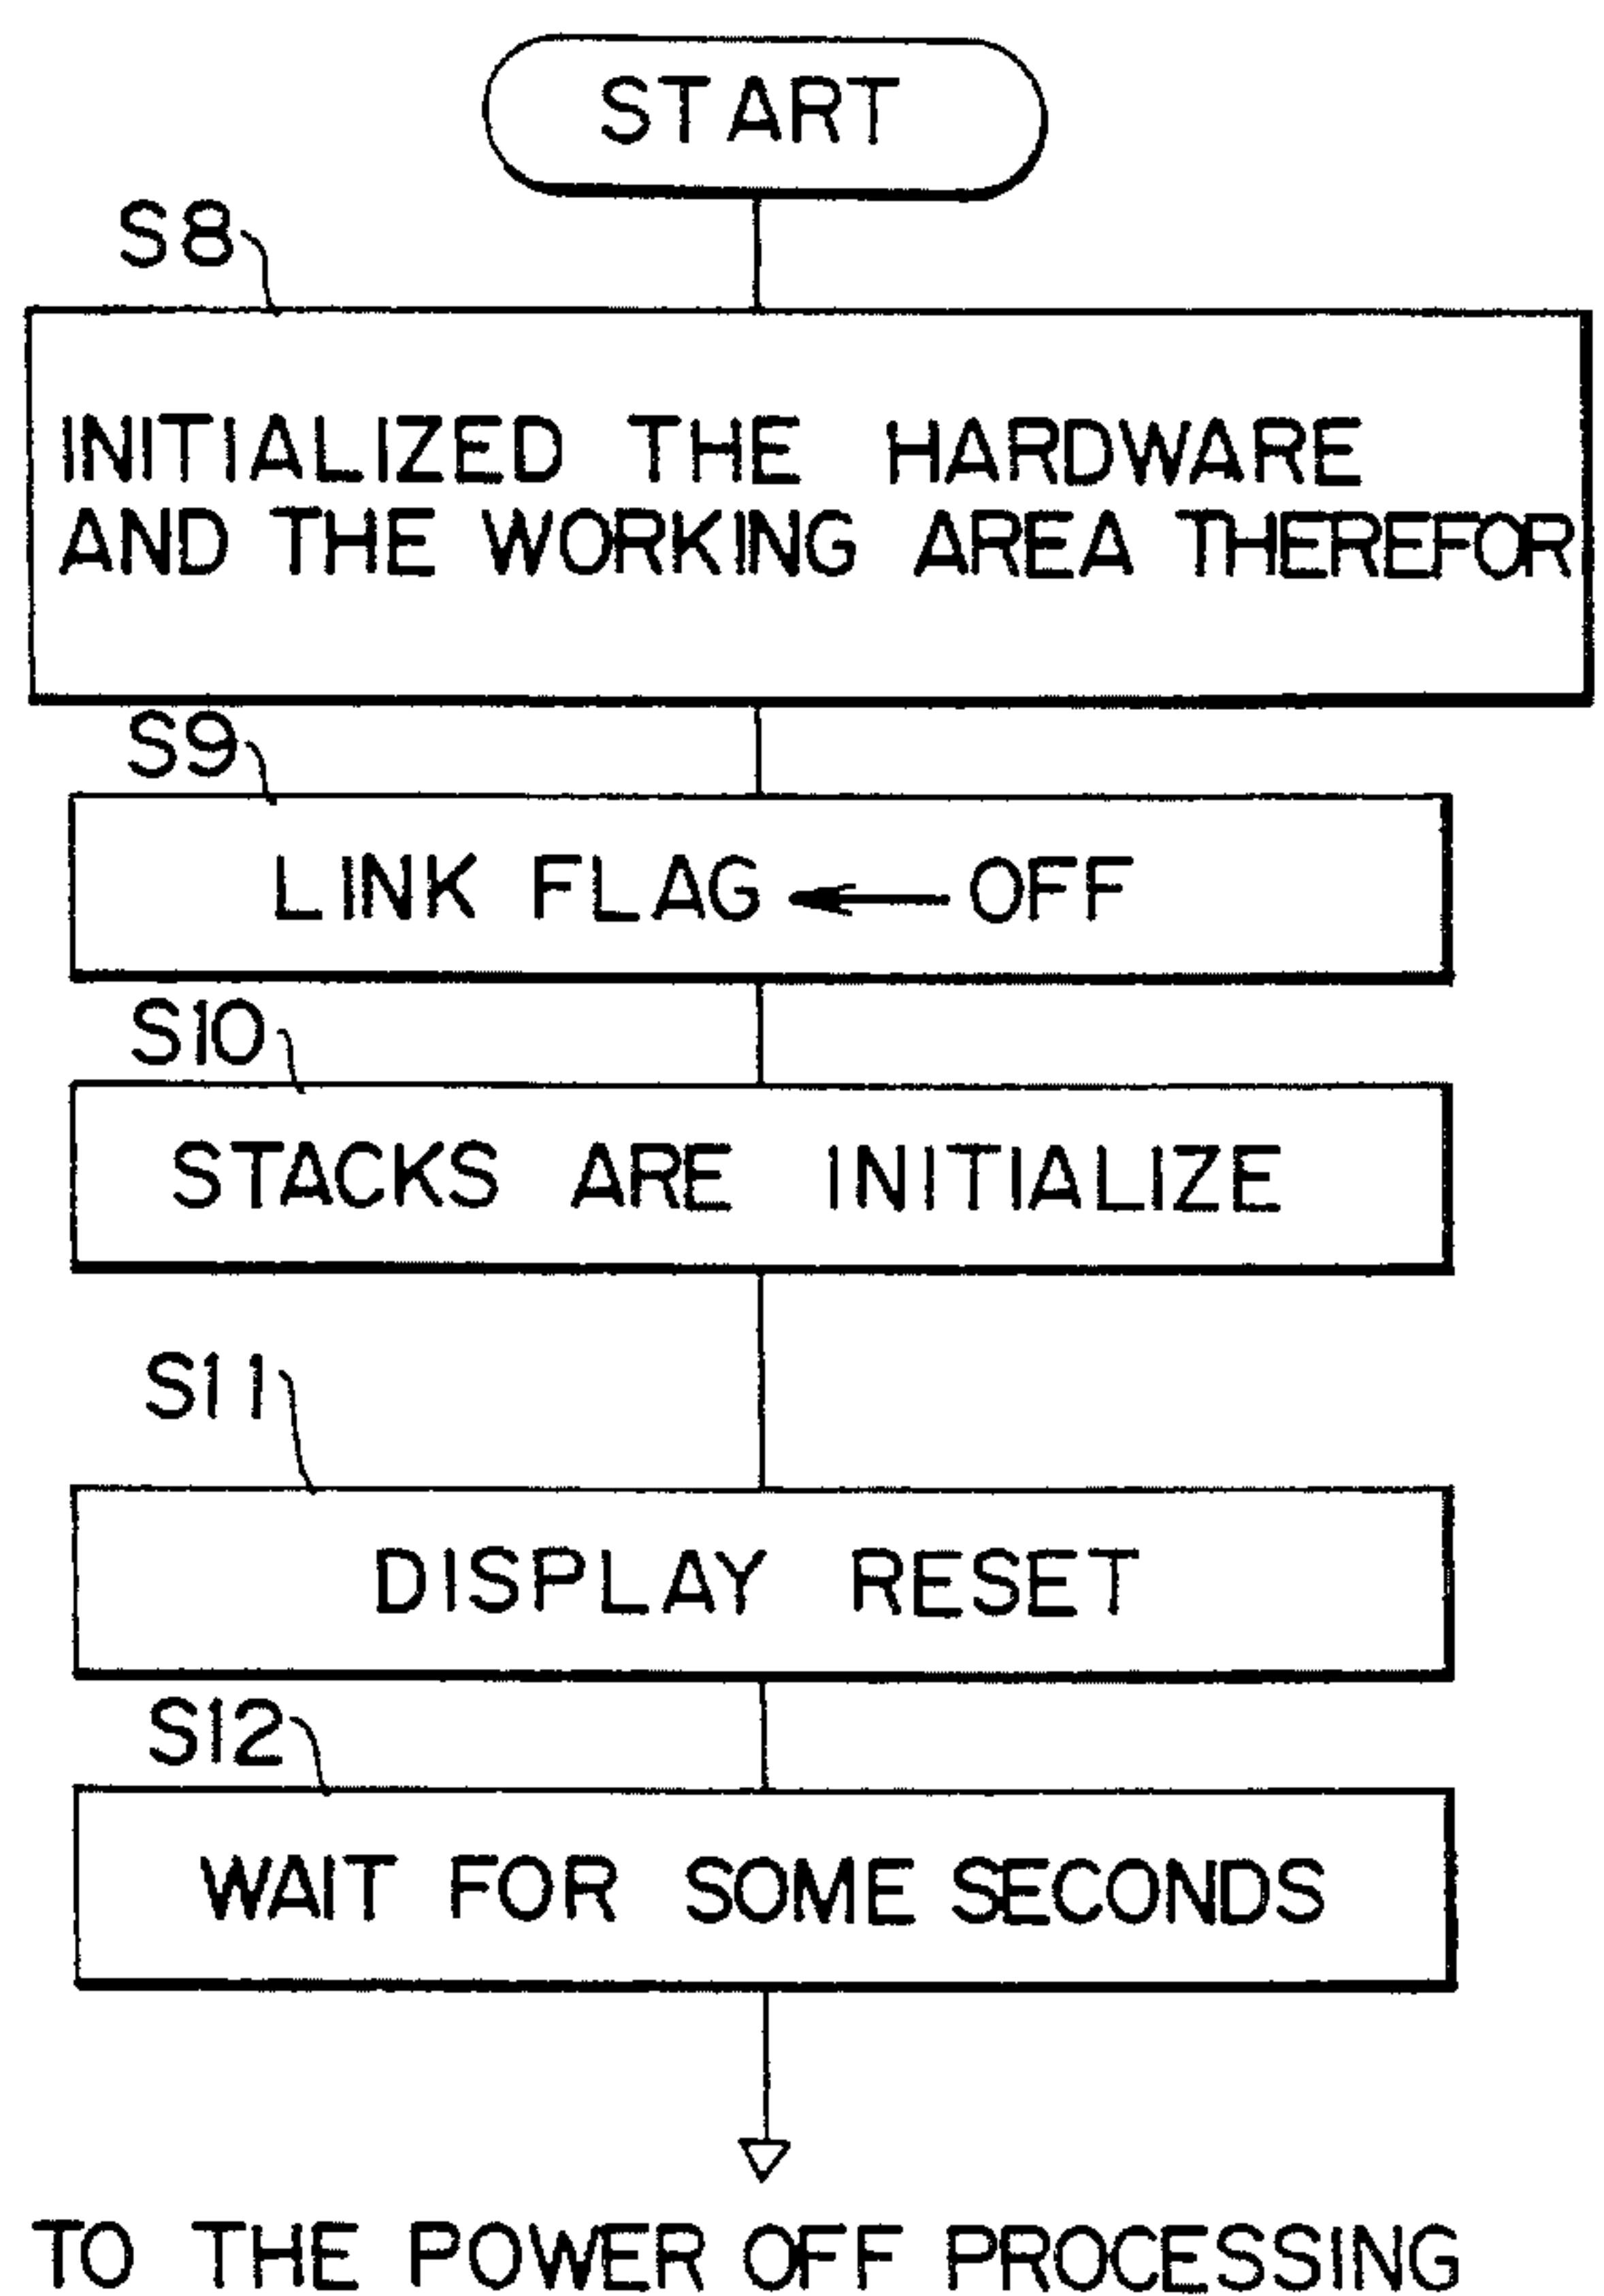 START
S8
INITIALIZED THE HARDWARE
AND THE WORKING AREA THEREFOR
S9
LINK FLAG ← OFF
S10
STACKS ARE INITIALIZE
S11
DISPLAY RESET
S12
WAIT FOR SOME SECONDS
TO THE POWER OFF PROCESSING